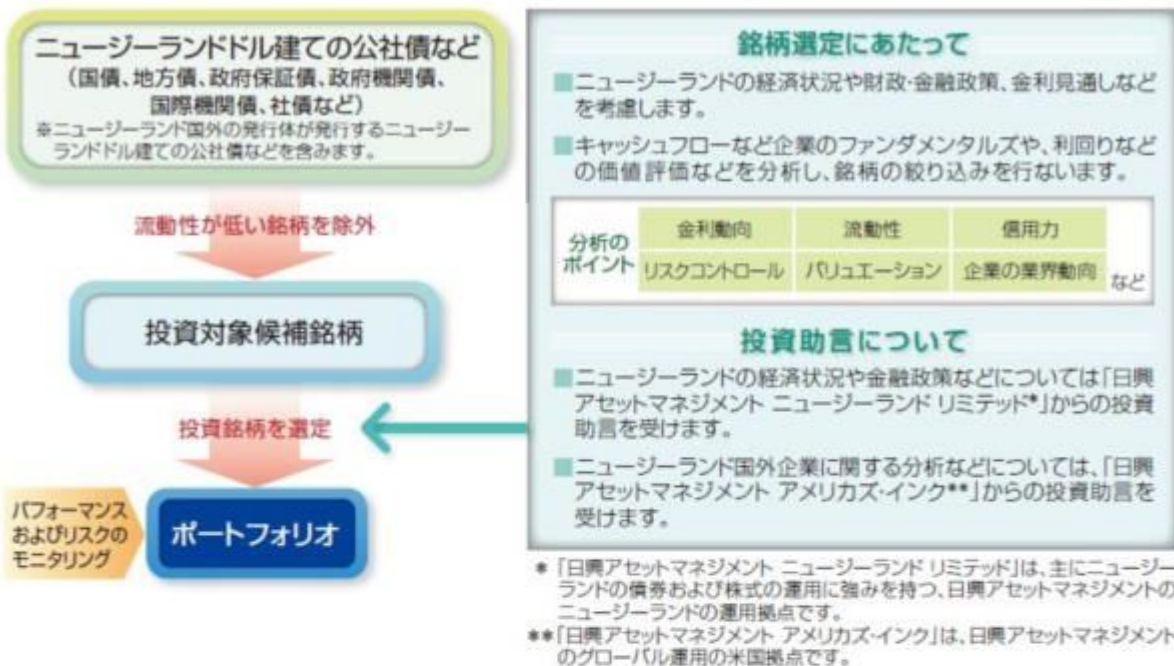 ニュージーランドドル建ての公社債など
（国債、地方債、政府保証債、政府機関債、
国際機関債、社債など）
※ニュージーランド国外の発行体が発行するニュージー
ランドドル建ての公社債などを含みます。
流動性が低い銘柄を除外
投資対象候補銘柄
投資銘柄を選定
パフォーマンス
およびリスクの
モニタリング
ポートフォリオ
銘柄選定にあたって
■ニュージーランドの経済状況や財政・金融政策、金利見通しなど
を考慮します。
■キャッシュフローなど企業のファンダメンタルズや、利回りなど
の価値評価などを分析し、銘柄の絞り込みを行ないます。
分析の
ポイント
金利動向 流動性 信用力
リスクコントロール バリュエーション 企業の業界動向 など
投資助言について
■ニュージーランドの経済状況や金融政策などについては「日興
アセットマネジメント ニュージーランド リミテッド*」からの投資
助言を受けます。
■ニュージーランド国外企業に関する分析などについては、「日興
アセットマネジメント アメリカズ・インク**」からの投資助言を
受けます。
* 「日興アセットマネジメント ニュージーランド リミテッド」は、主にニュージー
ランドの債券および株式の運用に強みを持つ、日興アセットマネジメントの
ニュージーランドの運用拠点です。
**「日興アセットマネジメント アメリカズ・インク」は、日興アセットマネジメント
のグローバル運用の米国拠点です。